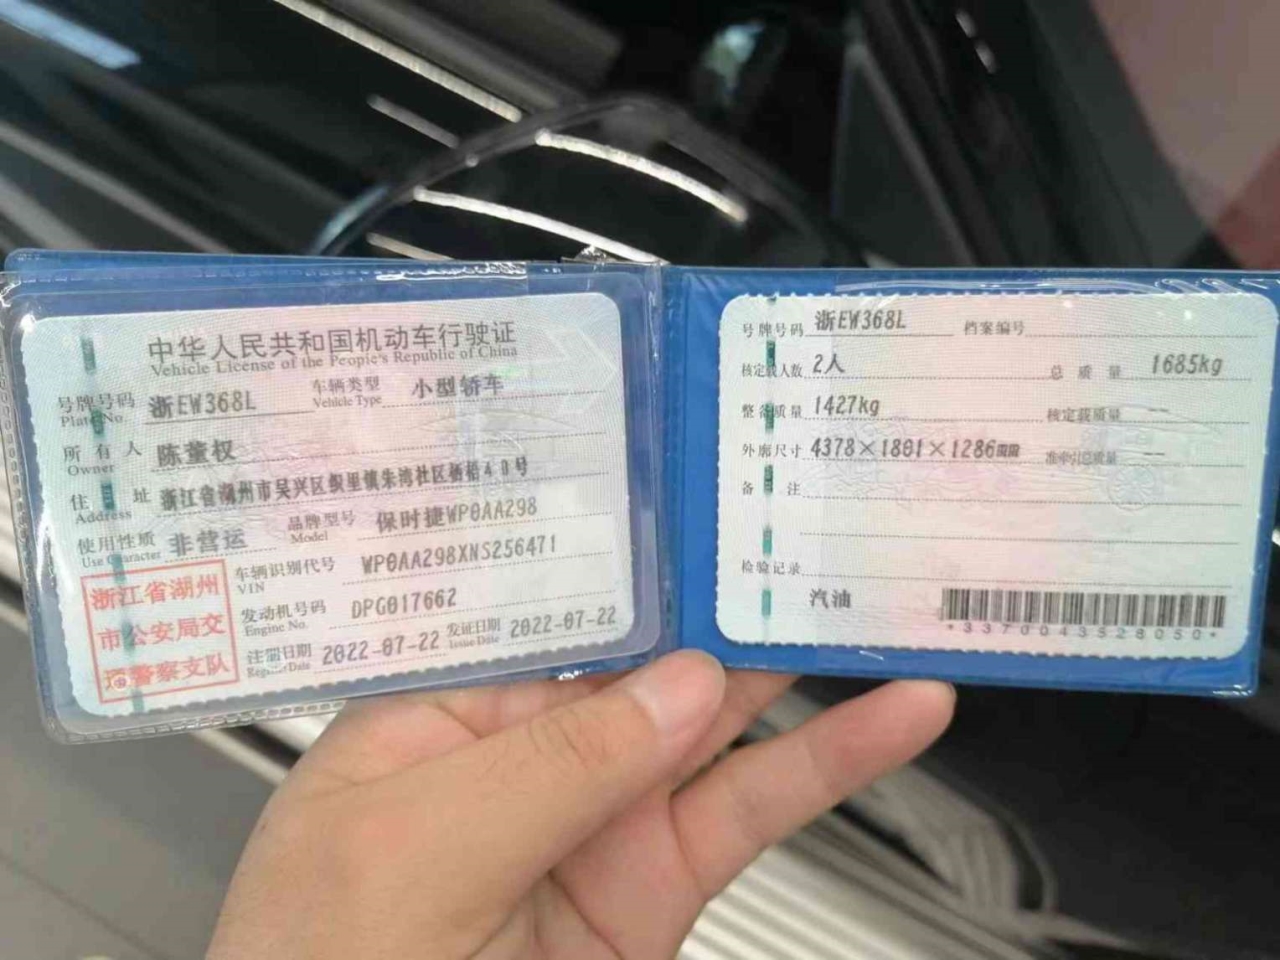 中华人民共和国机动车行驶证
Vehicle License of the People's Republic of China
号牌号码 浙EW368L 车辆类型 小型轿车
Plate No. Vehicle Type
所有人 陈董权
Owner
住址 浙江省湖州市吴兴区织里镇朱湾社区杨稻40号
Address
使用性质 非营运 品牌型号 保时捷WP0AA298
Use Character Model
浙江省湖州
市公安局交
通警察支队
车辆识别代号 WP0AA298XNS256471
VIN
发动机号码 DPG017662
Engine No.
注册日期 2022-07-22 发证日期 2022-07-22
Register Date Issue Date
号牌号码 浙EW368L 档案编号
核定载人数 2人 总质量 1685kg
整备质量 1427kg 核定载质量 --
外廓尺寸 4378×1801×1286mm 准牵引总质量 --
备注
检验记录
汽油
*3370043528050*